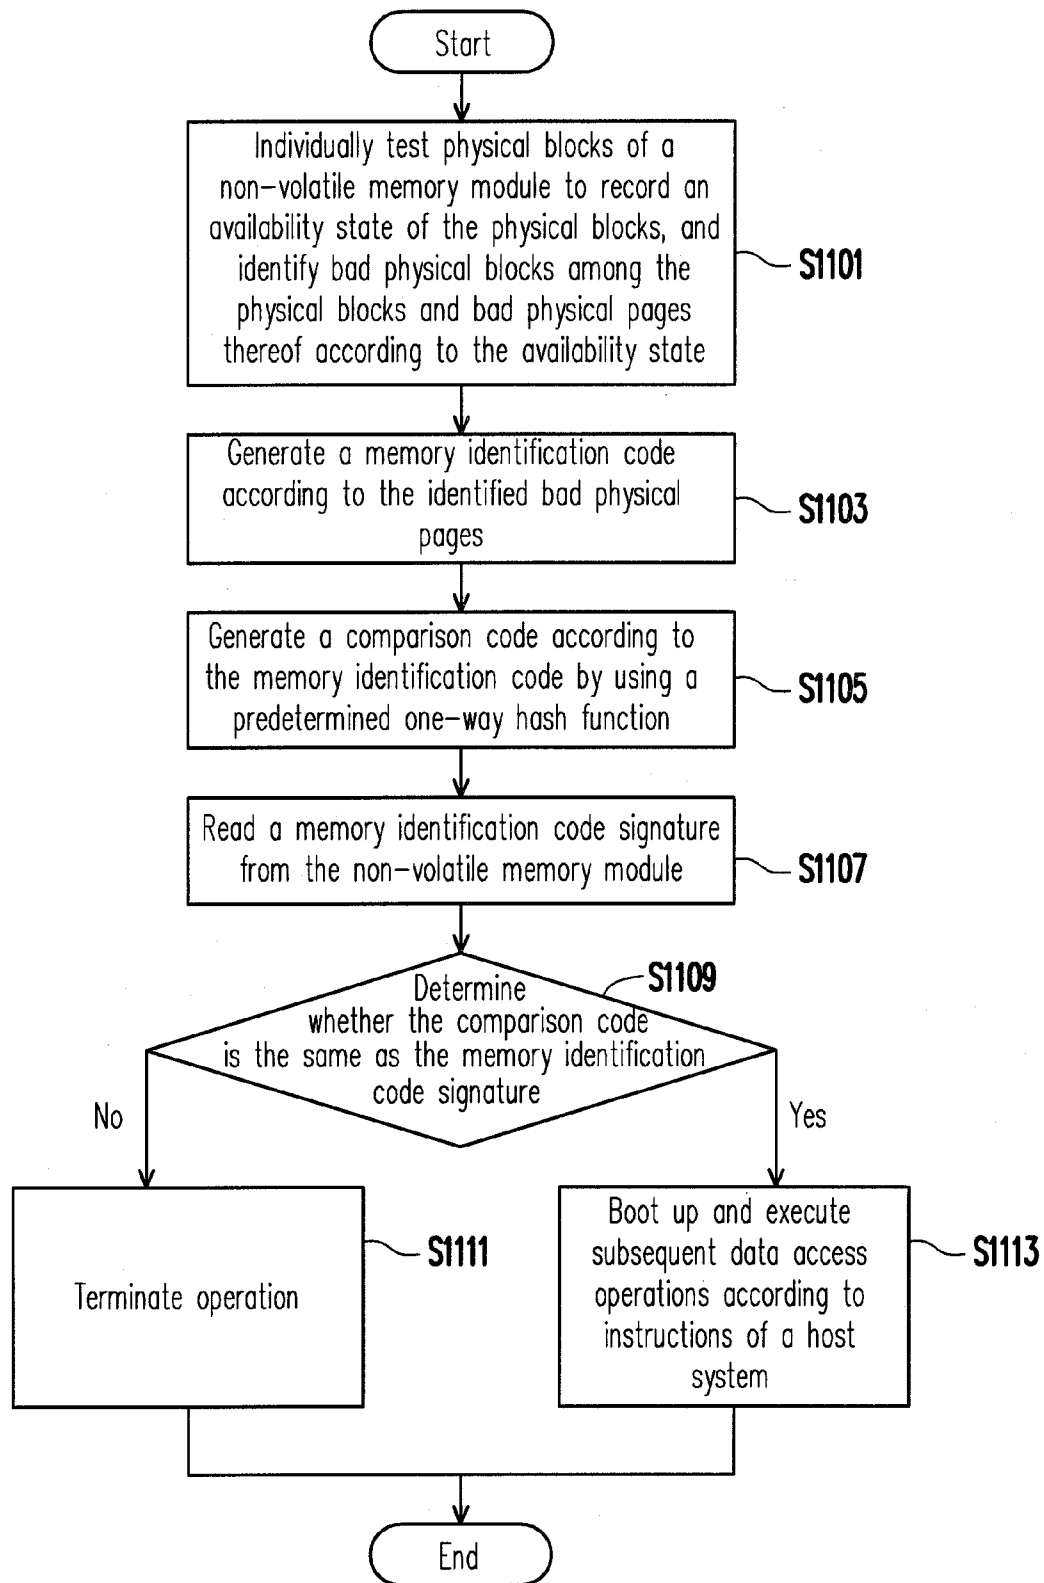 Start
Individually test physical blocks of a
non-volatile memory module to record an
availability state of the physical blocks, and
identify bad physical blocks among the
physical blocks and bad physical pages
thereof according to the availability state
S1101
Generate a memory identification code
according to the identified bad physical
pages
S1103
Generate a comparison code according to
the memory identification code by using a
predetermined one-way hash function
S1105
Read a memory identification code signature
from the non-volatile memory module
S1107
S1109
Determine
whether the comparison code
is the same as the memory identification
code signature
No
Yes
Terminate operation
S1111
Boot up and execute
subsequent data access
operations according to
instructions of a host
system
S1113
End